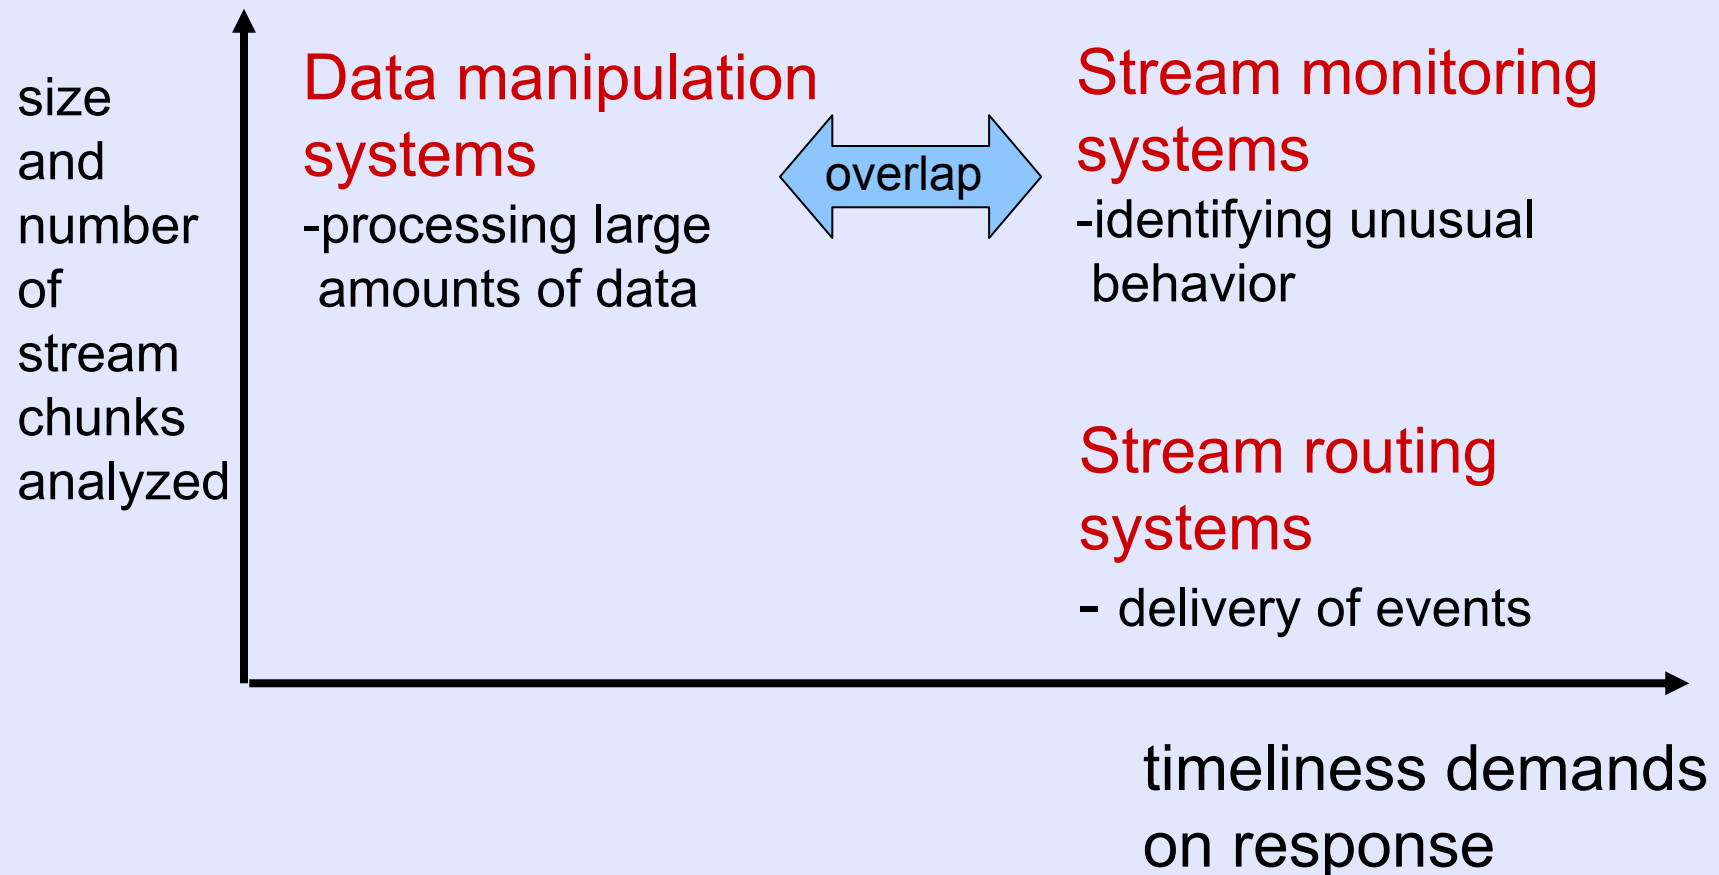 size
and
number
of
stream
chunks
analyzed
Data manipulation
systems
-processing large
amounts of data
overlap
Stream monitoring
systems
-identifying unusual
behavior
Stream routing
systems
- delivery of events
timeliness demands
on response